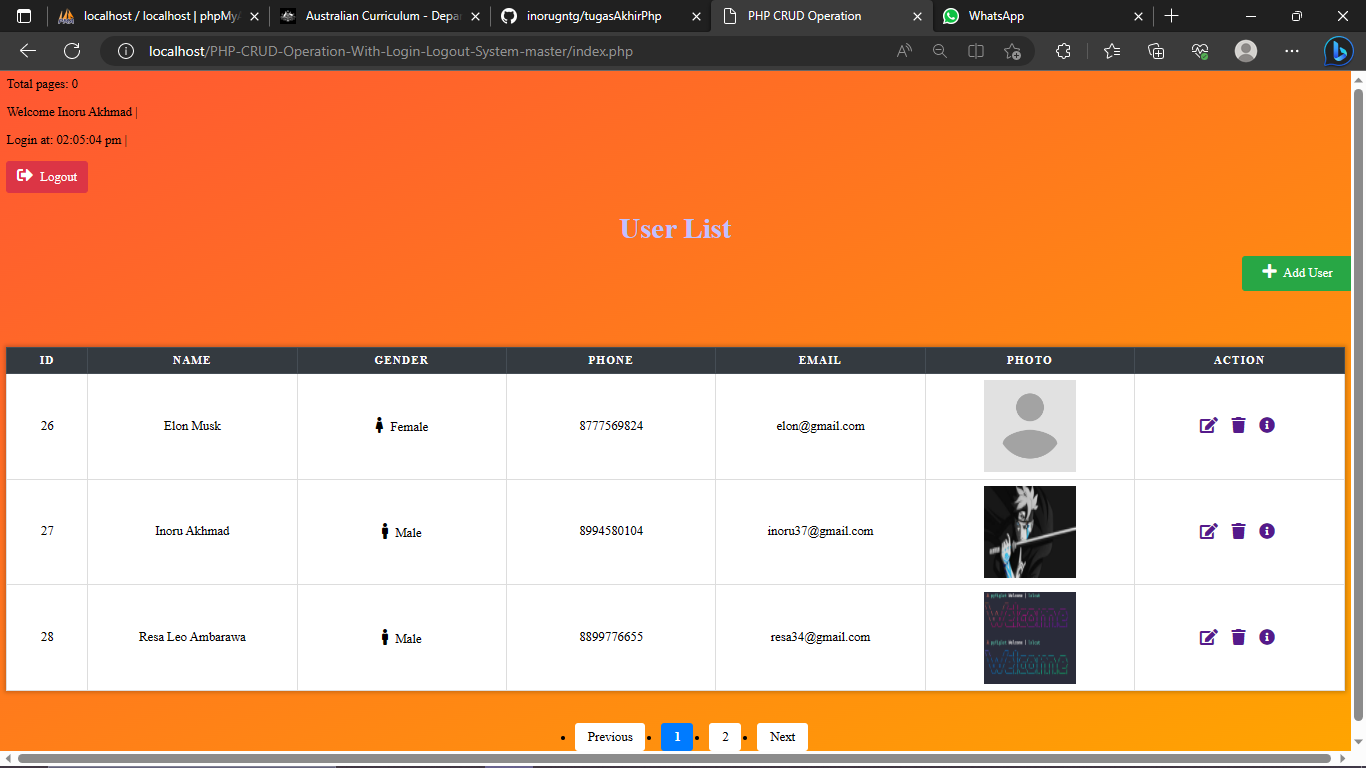 localhost / localhost | phpMyA
Australian Curriculum - Depar
inorugntg/tugasAkhirPhp
PHP CRUD Operation
WhatsApp
localhost/PHP-CRUD-Operation-With-Login-Logout-System-master/index.php
Total pages: 0
Welcome Inoru Akhmad |
Login at: 02:05:04 pm |
Logout
User List
Add User
ID NAME GENDER PHONE EMAIL PHOTO ACTION
26 Elon Musk Female 8777569824 elon@gmail.com
27 Inoru Akhmad Male 8994580104 inoru37@gmail.com
28 Resa Leo Ambarawa Male 8899776655 resa34@gmail.com
Welcome
Welcome
Previous 1 2 Next